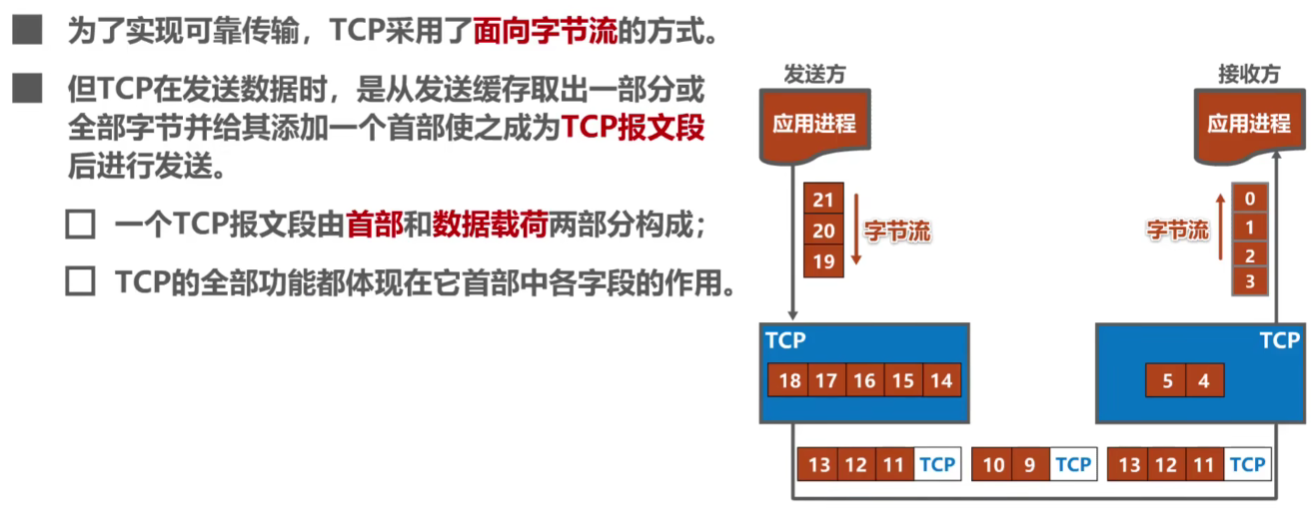 为了实现可靠传输，TCP采用了面向字节流的方式。
但TCP在发送数据时，是从发送缓存取出一部分或
全部字节并给其添加一个首部使之成为TCP报文段
后进行发送。
一个TCP报文段由首部和数据载荷两部分构成；
TCP的全部功能都体现在它首部中各字段的作用。
发送方
接收方
应用进程
应用进程
21
20
19
字节流
字节流
0
1
2
3
TCP
18 17 16 15 14
TCP
5 4
13 12 11 TCP
10 9 TCP
13 12 11 TCP